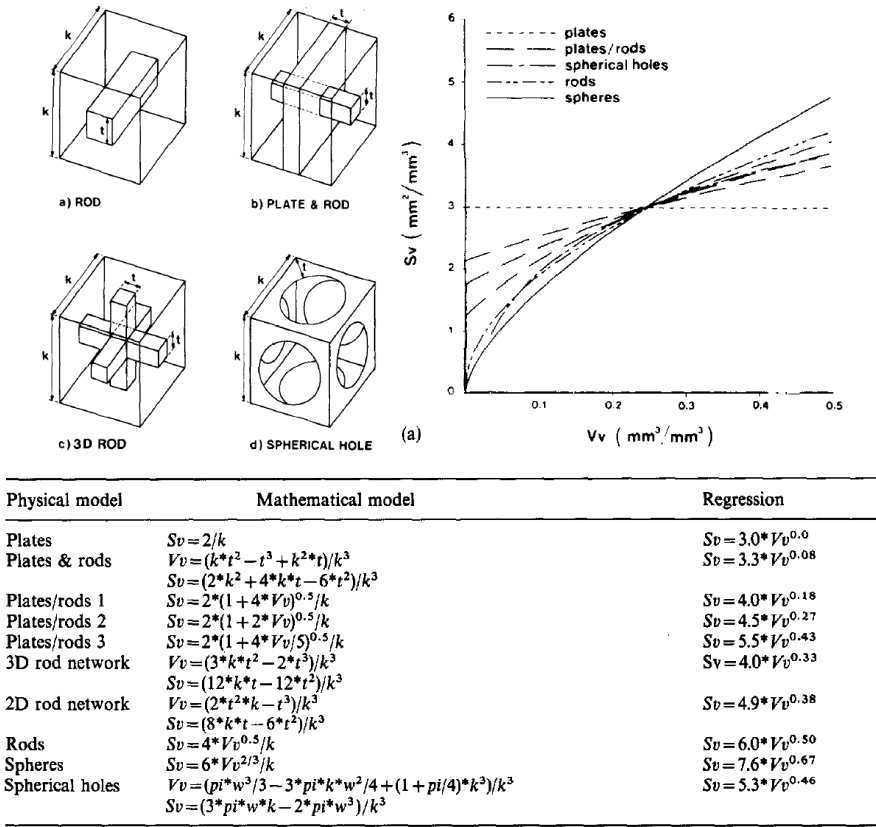 k
t
k
t
a) ROD
k
t
k
t
b) PLATE & ROD
k
t
k
t
c) 3D ROD
k
t
k
d) SPHERICAL HOLE
(a)
6
5
4
3
2
1
0
Sv ( mm²/mm³)
plates
plates/rods
spherical holes
rods
spheres
0.1 0.2 0.3 0.4 0.5
Vv ( mm³/mm³)
Physical model Mathematical model Regression
Plates Sv=2/k Sv=3.0*Vv^0.0
Plates & rods Vv=(k*t²−t³+k²*t)/k³ Sv=3.3*Vv^0.08
Sv=(2*k²+4*k*t−6*t²)/k³
Plates/rods 1 Sv=2*(1+4*Vv)^0.5/k Sv=4.0*Vv^0.18
Plates/rods 2 Sv=2*(1+2*Vv)^0.5/k Sv=4.5*Vv^0.27
Plates/rods 3 Sv=2*(1+4*Vv/5)^0.5/k Sv=5.5*Vv^0.43
3D rod network Vv=(3*k*t²−2*t³)/k³ Sv=4.0*Vv^0.33
Sv=(12*k*t−12*t²)/k³
2D rod network Vv=(2*t²*k−t³)/k³ Sv=4.9*Vv^0.38
Sv=(8*k*t−6*t²)/k³
Rods Sv=4*Vv^0.5/k Sv=6.0*Vv^0.50
Spheres Sv=6*Vv^2/3/k Sv=7.6*Vv^0.67
Spherical holes Vv=(pi*w³/3−3*pi*k*w²/4+(1+pi/4)*k³)/k³ Sv=5.3*Vv^0.46
Sv=(3*pi*w*k−2*pi*w³)/k³